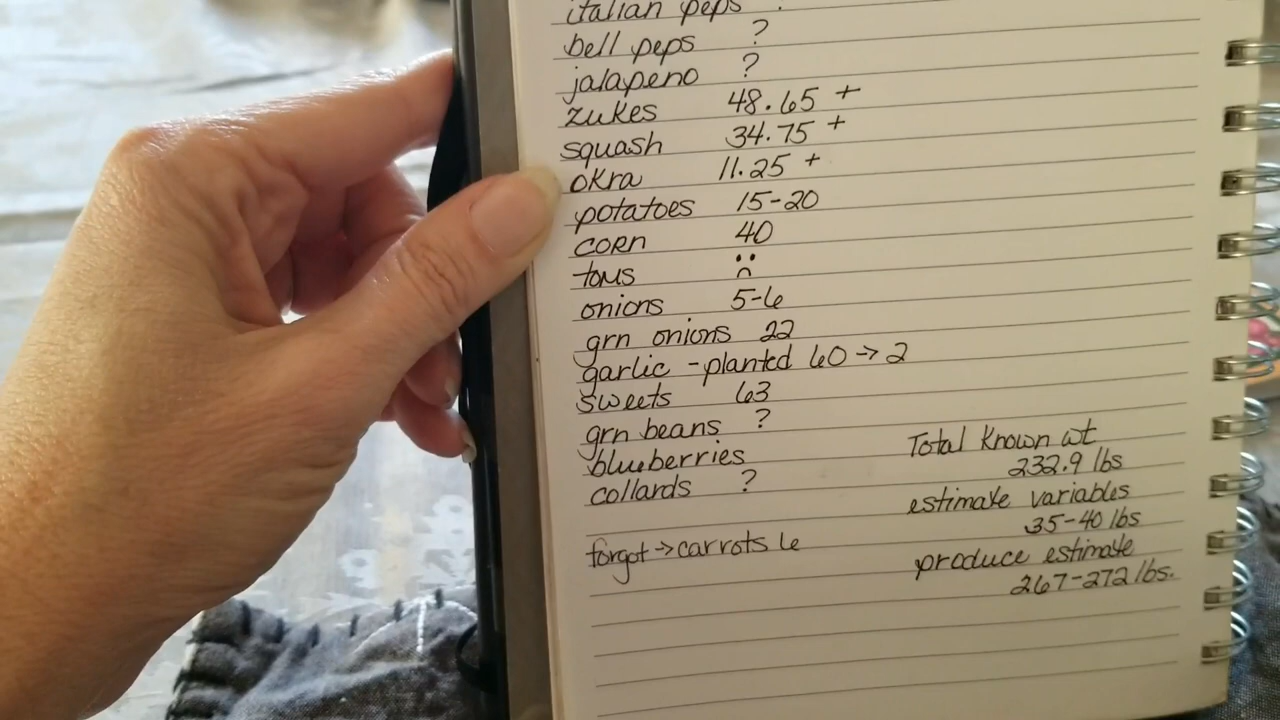 italian peps ?
bell peps ?
jalapeno ?
zukes 48.65 +
squash 34.75 +
okra 11.25 +
potatoes 15-20
corn 40
toms
onions 5-6
grn onions 22
garlic -planted 60 → 2
sweets 63
grn beans ?
blueberries
collards ?
forgot → carrots 6
Total Known wt
232.9 lbs
estimate variables
35-40 lbs
produce estimate
267-272 lbs.